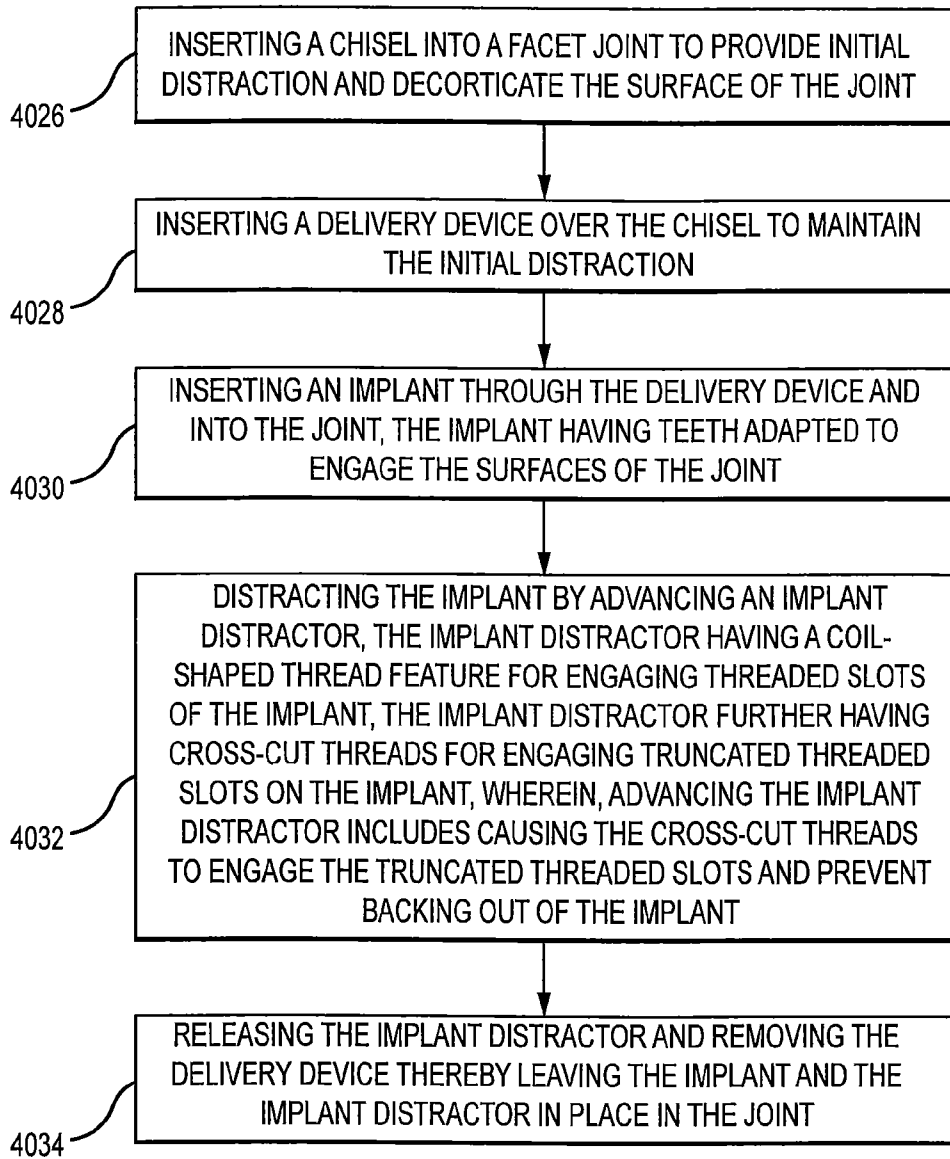 INSERTING A CHISEL INTO A FACET JOINT TO PROVIDE INITIAL
DISTRACTION AND DECORTICATE THE SURFACE OF THE JOINT
4026
INSERTING A DELIVERY DEVICE OVER THE CHISEL TO MAINTAIN
THE INITIAL DISTRACTION
4028
INSERTING AN IMPLANT THROUGH THE DELIVERY DEVICE AND
INTO THE JOINT, THE IMPLANT HAVING TEETH ADAPTED TO
ENGAGE THE SURFACES OF THE JOINT
4030
DISTRACTING THE IMPLANT BY ADVANCING AN IMPLANT
DISTRACTOR, THE IMPLANT DISTRACTOR HAVING A COIL-
SHAPED THREAD FEATURE FOR ENGAGING THREADED SLOTS
OF THE IMPLANT, THE IMPLANT DISTRACTOR FURTHER HAVING
CROSS-CUT THREADS FOR ENGAGING TRUNCATED THREADED
SLOTS ON THE IMPLANT, WHEREIN, ADVANCING THE IMPLANT
DISTRACTOR INCLUDES CAUSING THE CROSS-CUT THREADS
TO ENGAGE THE TRUNCATED THREADED SLOTS AND PREVENT
BACKING OUT OF THE IMPLANT
4032
RELEASING THE IMPLANT DISTRACTOR AND REMOVING THE
DELIVERY DEVICE THEREBY LEAVING THE IMPLANT AND THE
IMPLANT DISTRACTOR IN PLACE IN THE JOINT
4034